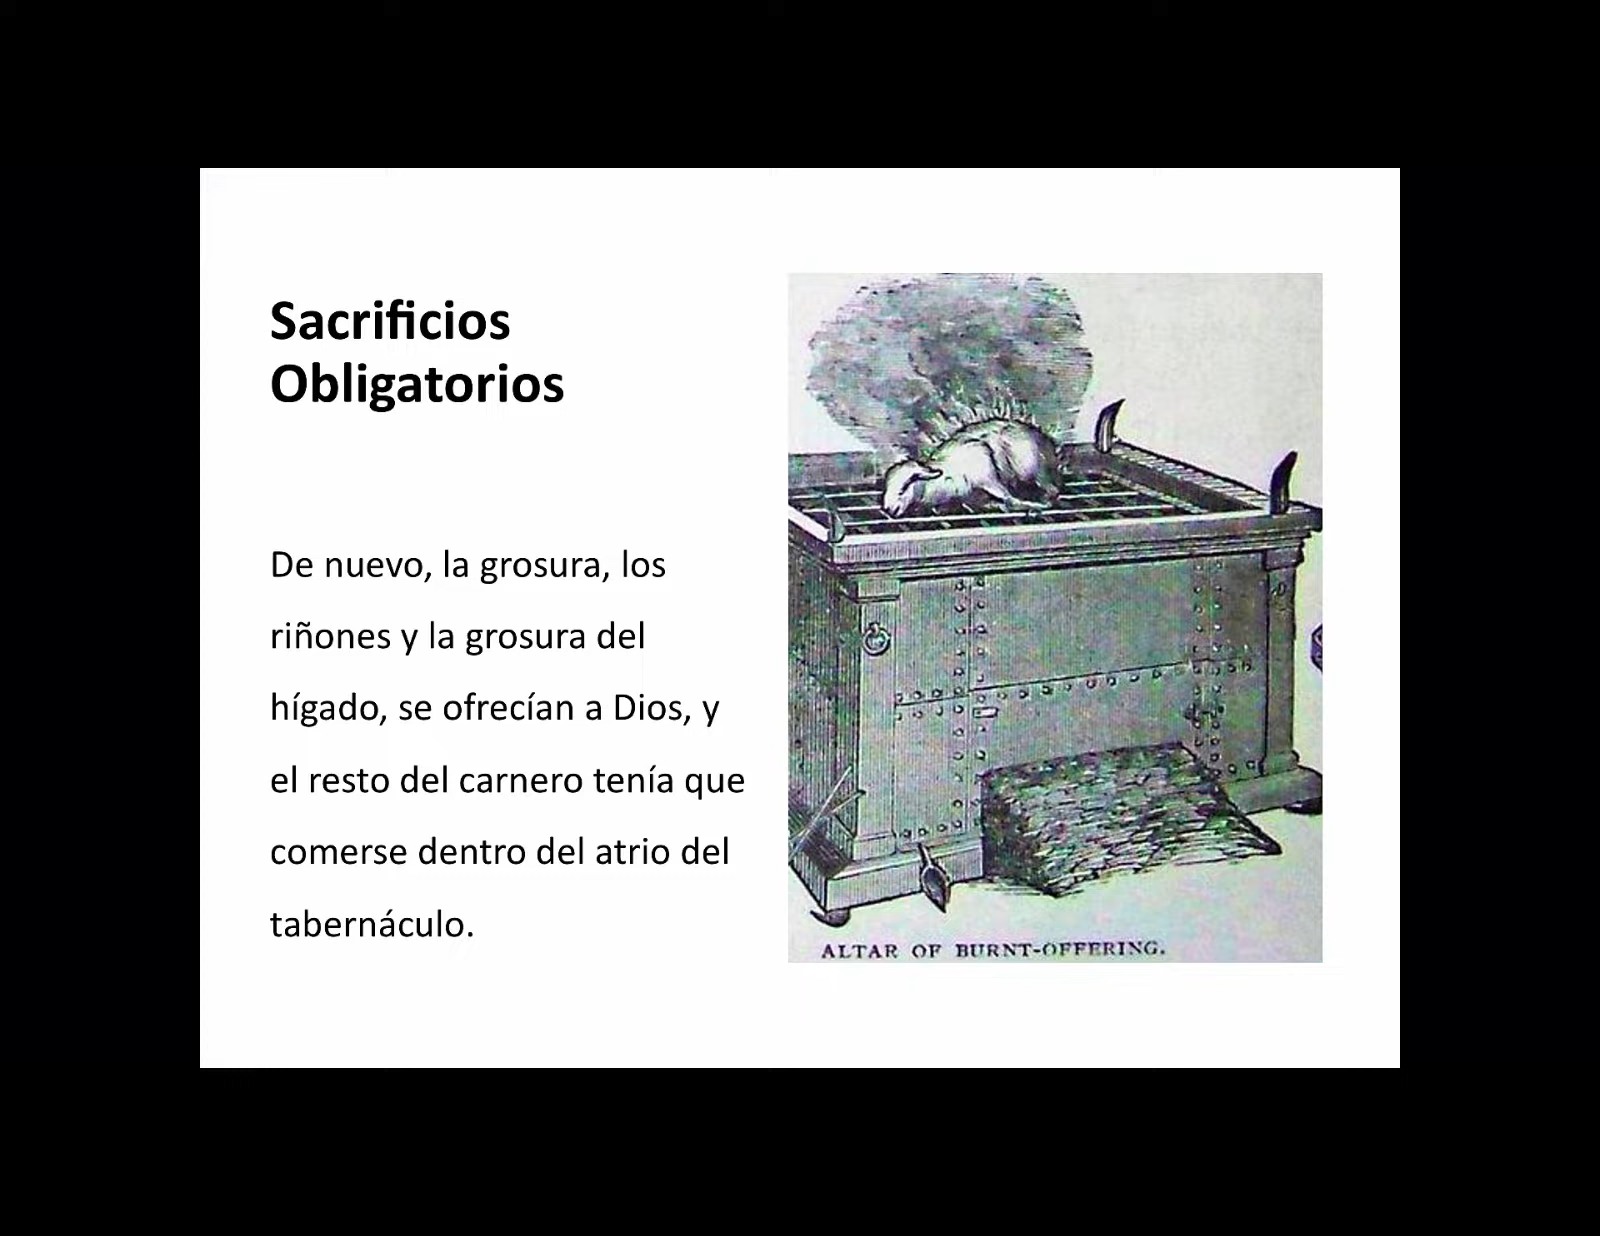 Sacrificios
Obligatorios
De nuevo, la grosura, los
riñones y la grosura del
hígado, se ofrecían a Dios, y
el resto del carnero tenía que
comerse dentro del atrio del
tabernáculo.
ALTAR OF BURNT-OFFERING.